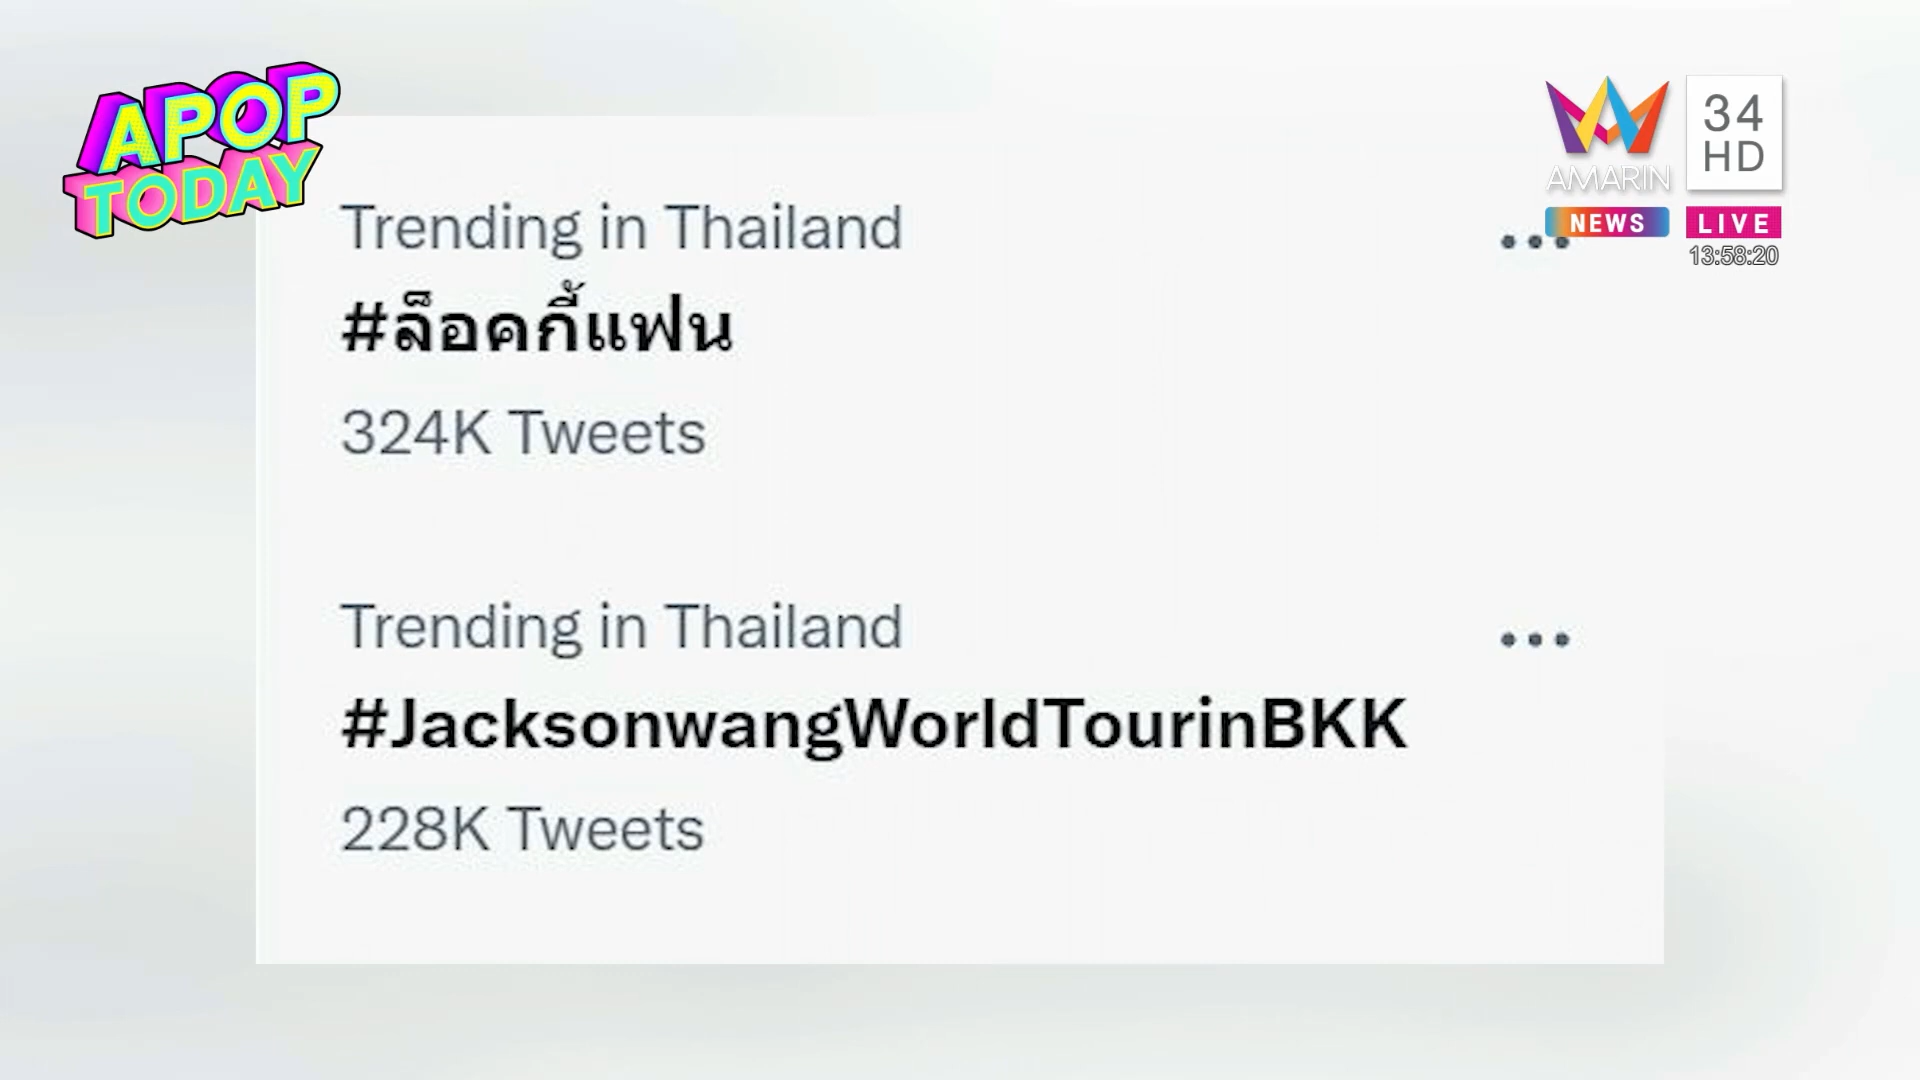 APOP
TODAY
AMARIN
34
HD
NEWS
LIVE
13:58:20
Trending in Thailand
#ล็อคกี้แฟน
324K Tweets
Trending in Thailand
#JacksonwangWorldTourinBKK
228K Tweets